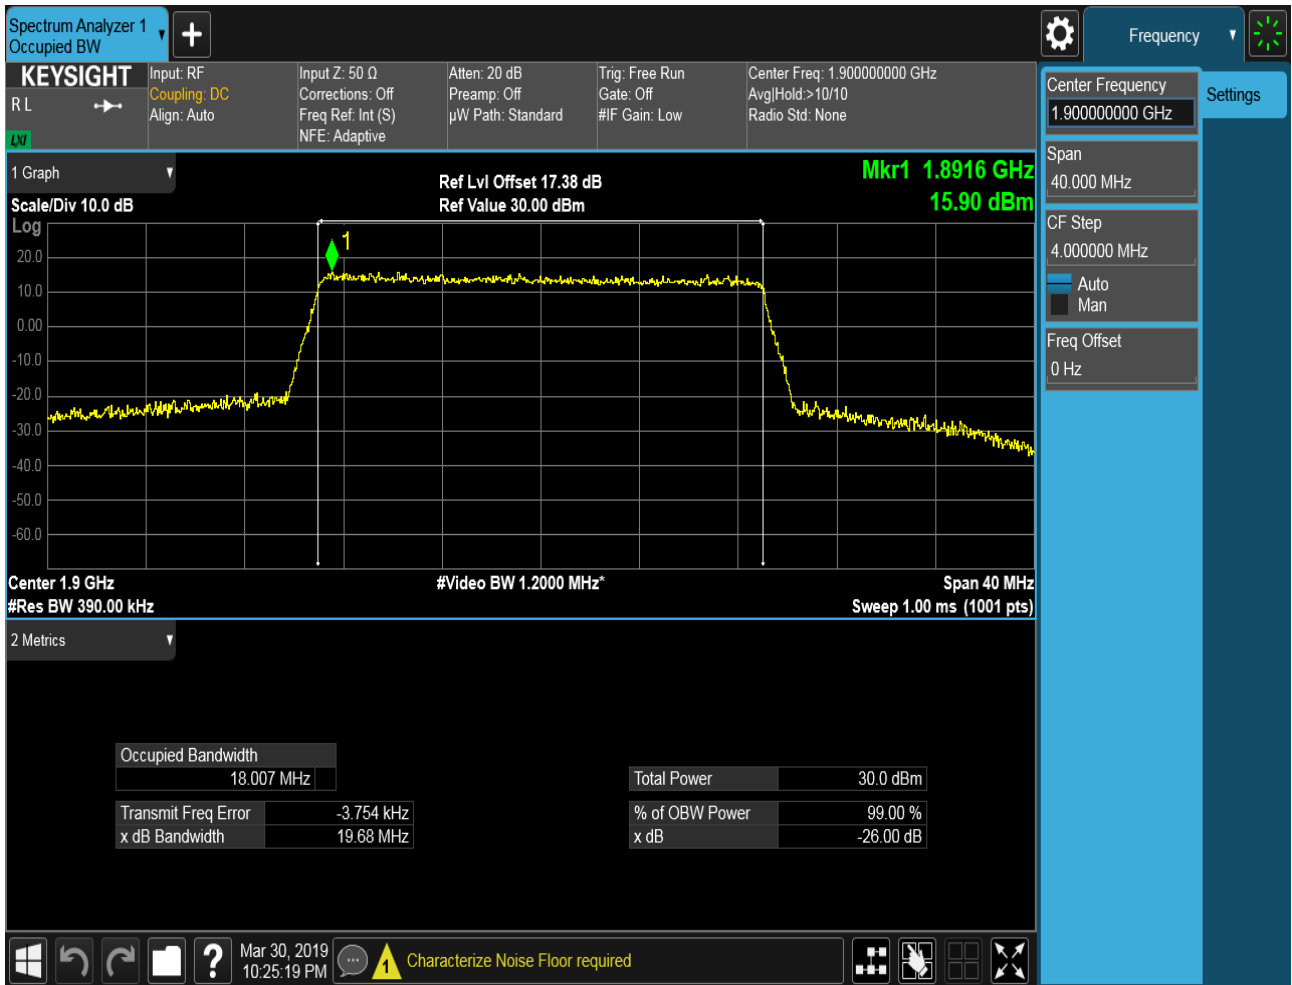 Spectrum Analyzer 1
Occupied BW
Frequency
KEYSIGHT
R L
LXI
Input: RF
Coupling: DC
Align: Auto
Input Z: 50 Ω
Corrections: Off
Freq Ref: Int (S)
NFE: Adaptive
Atten: 20 dB
Preamp: Off
µW Path: Standard
Trig: Free Run
Gate: Off
#IF Gain: Low
Center Freq: 1.900000000 GHz
Avg|Hold:>10/10
Radio Std: None
Center Frequency
1.900000000 GHz
Settings
Span
40.000 MHz
CF Step
4.000000 MHz
Auto
Man
Freq Offset
0 Hz
1 Graph
Scale/Div 10.0 dB
Ref Lvl Offset 17.38 dB
Ref Value 30.00 dBm
Mkr1 1.8916 GHz
15.90 dBm
Log
1
20.0
10.0
0.00
-10.0
-20.0
-30.0
-40.0
-50.0
-60.0
Center 1.9 GHz
#Video BW 1.2000 MHz*
Span 40 MHz
#Res BW 390.00 kHz
Sweep 1.00 ms (1001 pts)
2 Metrics
Occupied Bandwidth
18.007 MHz
Total Power 30.0 dBm
Transmit Freq Error -3.754 kHz
% of OBW Power 99.00 %
x dB Bandwidth 19.68 MHz
x dB -26.00 dB
?
Mar 30, 2019
10:25:19 PM
1
Characterize Noise Floor required